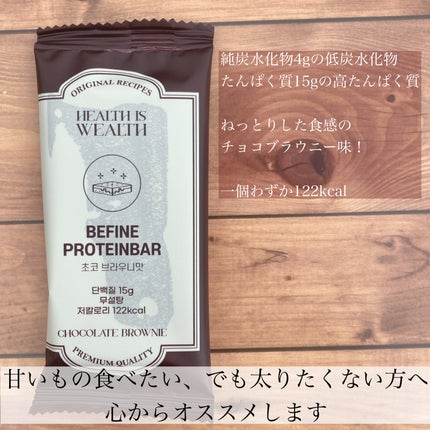 純炭水化物4gの低炭水化物
たんぱく質15gの高たんぱく質
ねっとりした食感の
チョコブラウニー味！
一個わずか122kcal
ORIGINAL RECIPES
HEALTH IS
WEALTH
BEFINE
PROTEINBAR
초코 브라우니맛
단백질 15g
무설탕
저칼로리 122kcal
CHOCOLATE BROWNIE
PREMIUM QUALITY
甘いもの食べたい、でも太りたくない方へ
心からオススメします